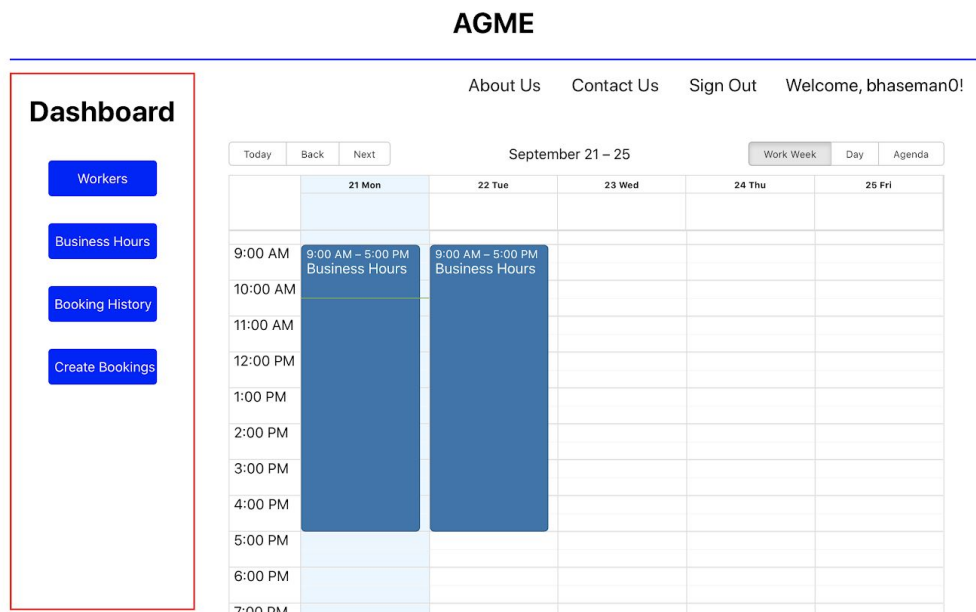 AGME
About Us Contact Us Sign Out Welcome, bhaseman0!
Dashboard
Workers
Business Hours
Booking History
Create Bookings
Today Back Next September 21 – 25 Work Week Day Agenda
21 Mon 22 Tue 23 Wed 24 Thu 25 Fri
9:00 AM 9:00 AM – 5:00 PM 9:00 AM – 5:00 PM
Business Hours Business Hours
10:00 AM
11:00 AM
12:00 PM
1:00 PM
2:00 PM
3:00 PM
4:00 PM
5:00 PM
6:00 PM
7:00 PM